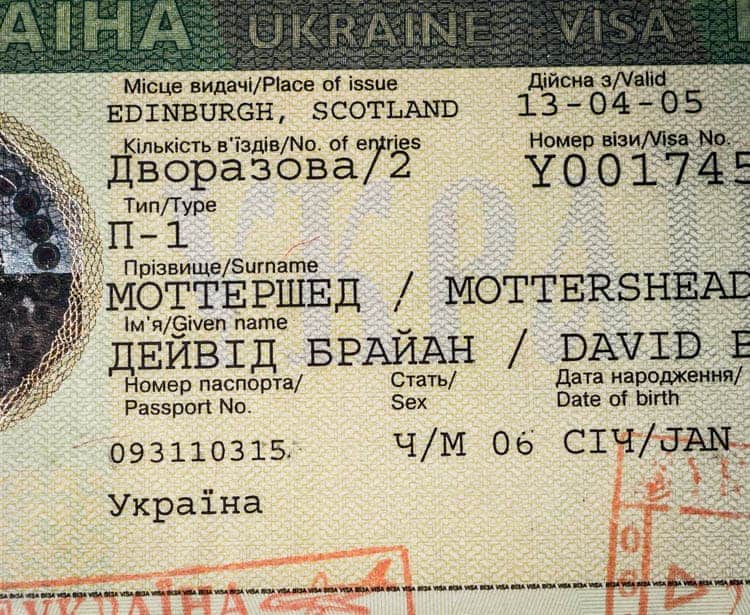 АЇНА UKRAINE VISA
Місце видачі/Place of issue Дійсна з/Valid
EDINBURGH, SCOTLAND 13-04-05
Кількість в'їздів/No. of entries Номер візи/Visa No.
Дворазова/2 Y001745
Тип/Type
П-1
Прізвище/Surname
МОТТЕРШЕД / MOTTERSHEAD
Ім'я/Given name
ДЕЙВІД БРАЙАН / DAVID B
Номер паспорта/ Стать/ Дата народження/
Passport No. Sex Date of birth
093110315 Ч/M 06 СІЧ/JAN
Україна
УКРАЇНА